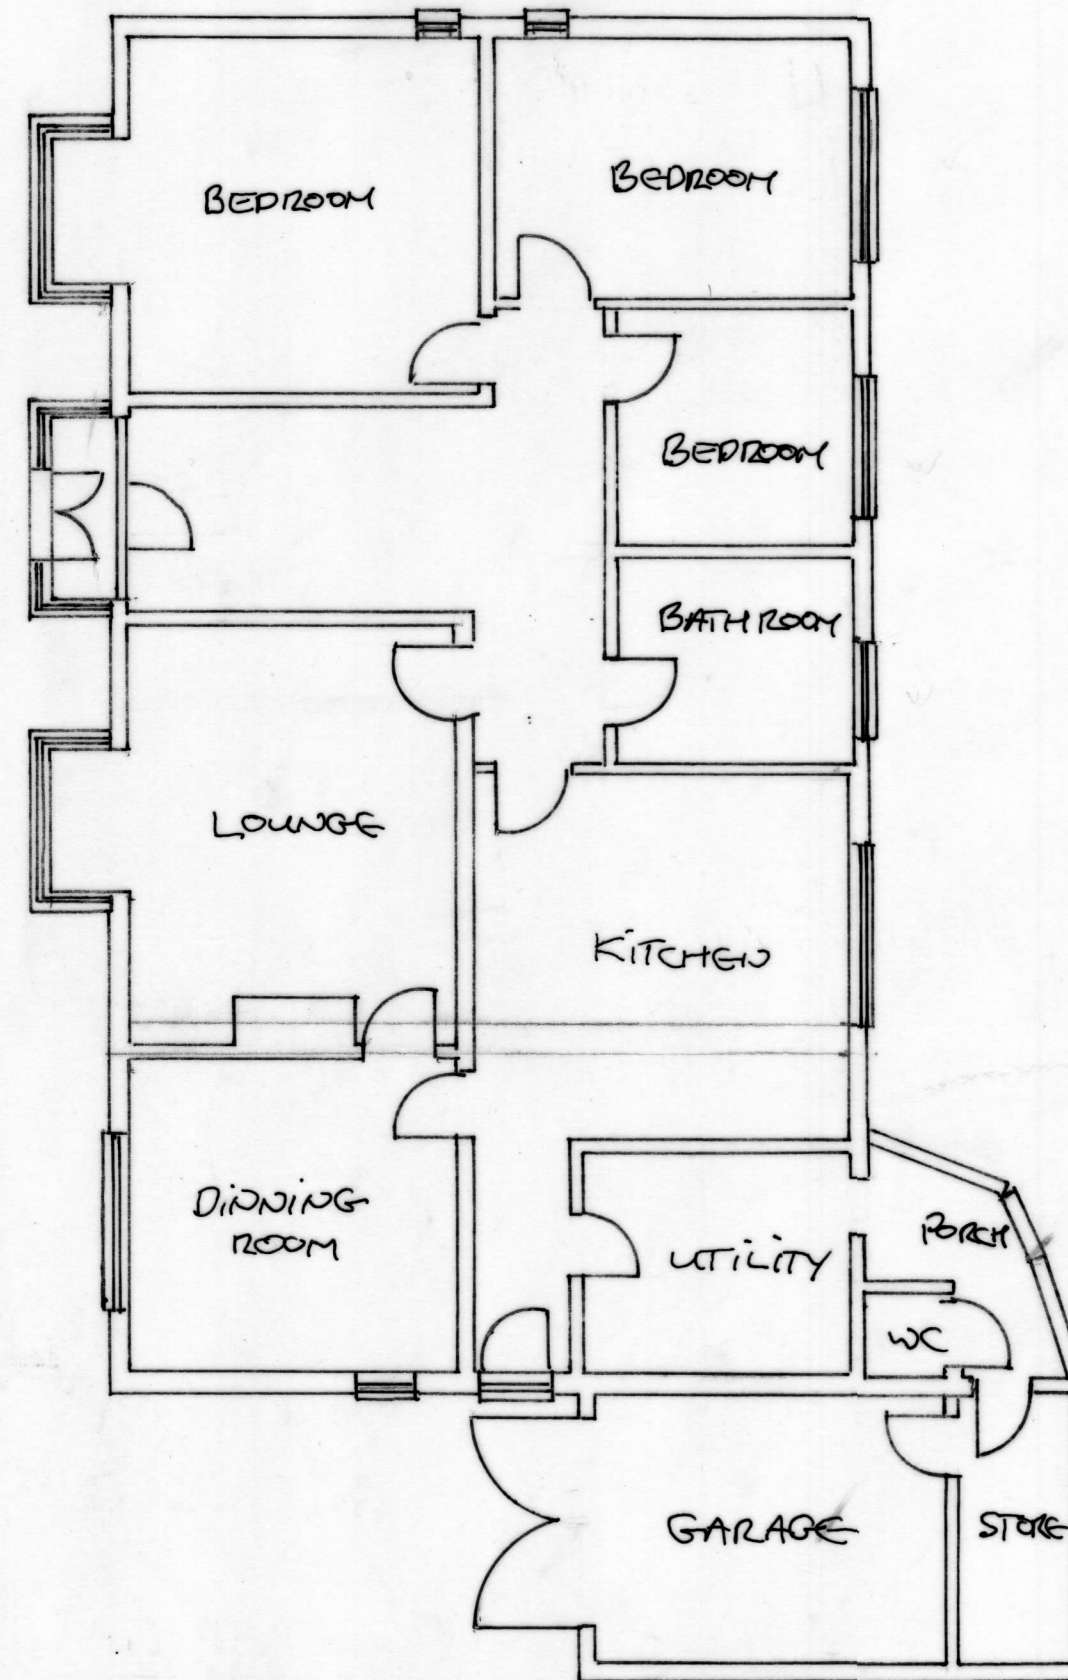 BEDROOM
BEDROOM
BEDROOM
BATHROOM
LOUNGE
KiTCHEN
DiNNiNG
ROOM
UTiLiTY
PORCH
WC
GARAGE
STORE